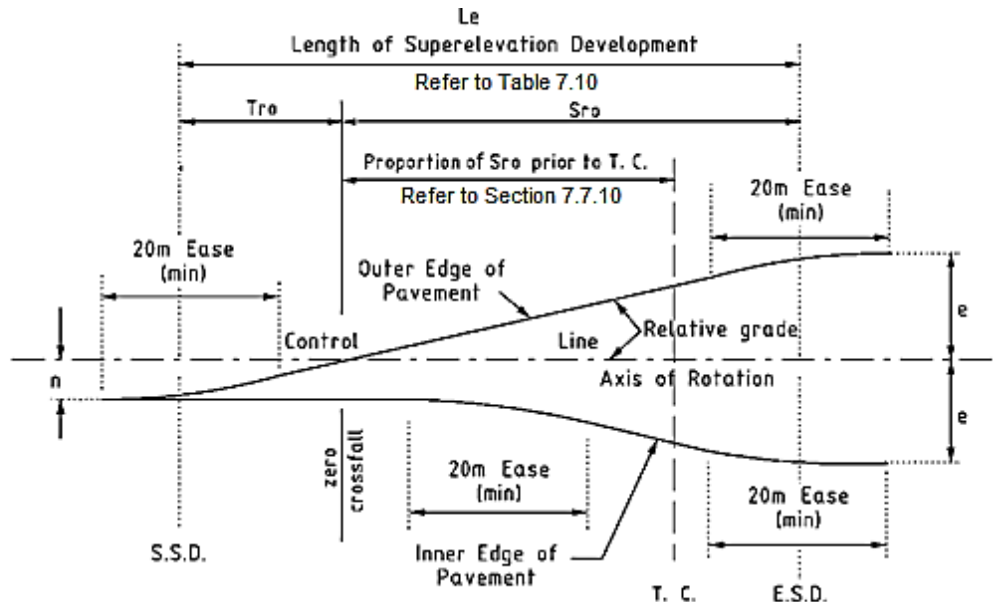 Le
Length of Superelevation Development
Refer to Table 7.10
Tro
Sro
Proportion of Sro prior to T. C.
Refer to Section 7.7.10
20m Ease
(min)
20m Ease
(min)
Outer Edge of
Pavement
Control
Line
Relative grade
Axis of Rotation
n
e
e
zero
crossfall
20m Ease
(min)
20m Ease
(min)
Inner Edge of
Pavement
S.S.D.
T. C.
E.S.D.